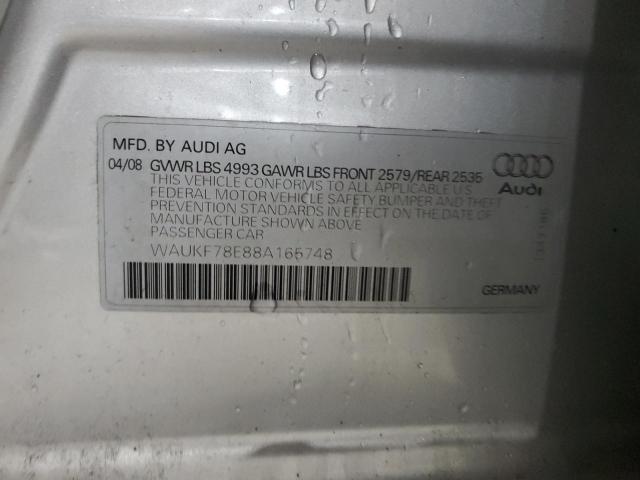 MFD. BY AUDI AG
04/08 GVWR LBS 4993 GAWR LBS FRONT 2579/REAR 2535
THIS VEHICLE CONFORMS TO ALL APPLICABLE U.S.
FEDERAL MOTOR VEHICLE SAFETY BUMPER AND THEFT
PREVENTION STANDARDS IN EFFECT ON THE DATE OF
MANUFACTURE SHOWN ABOVE
PASSENGER CAR
WAUKF78E88A165748
Audi
GERMANY